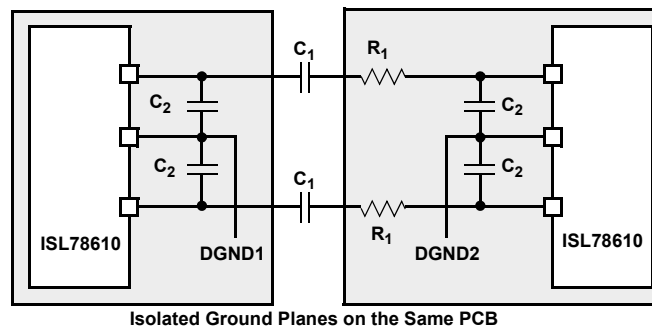 C1
R1
C2
C2
C2
C2
C1
R1
ISL78610
DGND1
DGND2
ISL78610
Isolated Ground Planes on the Same PCB